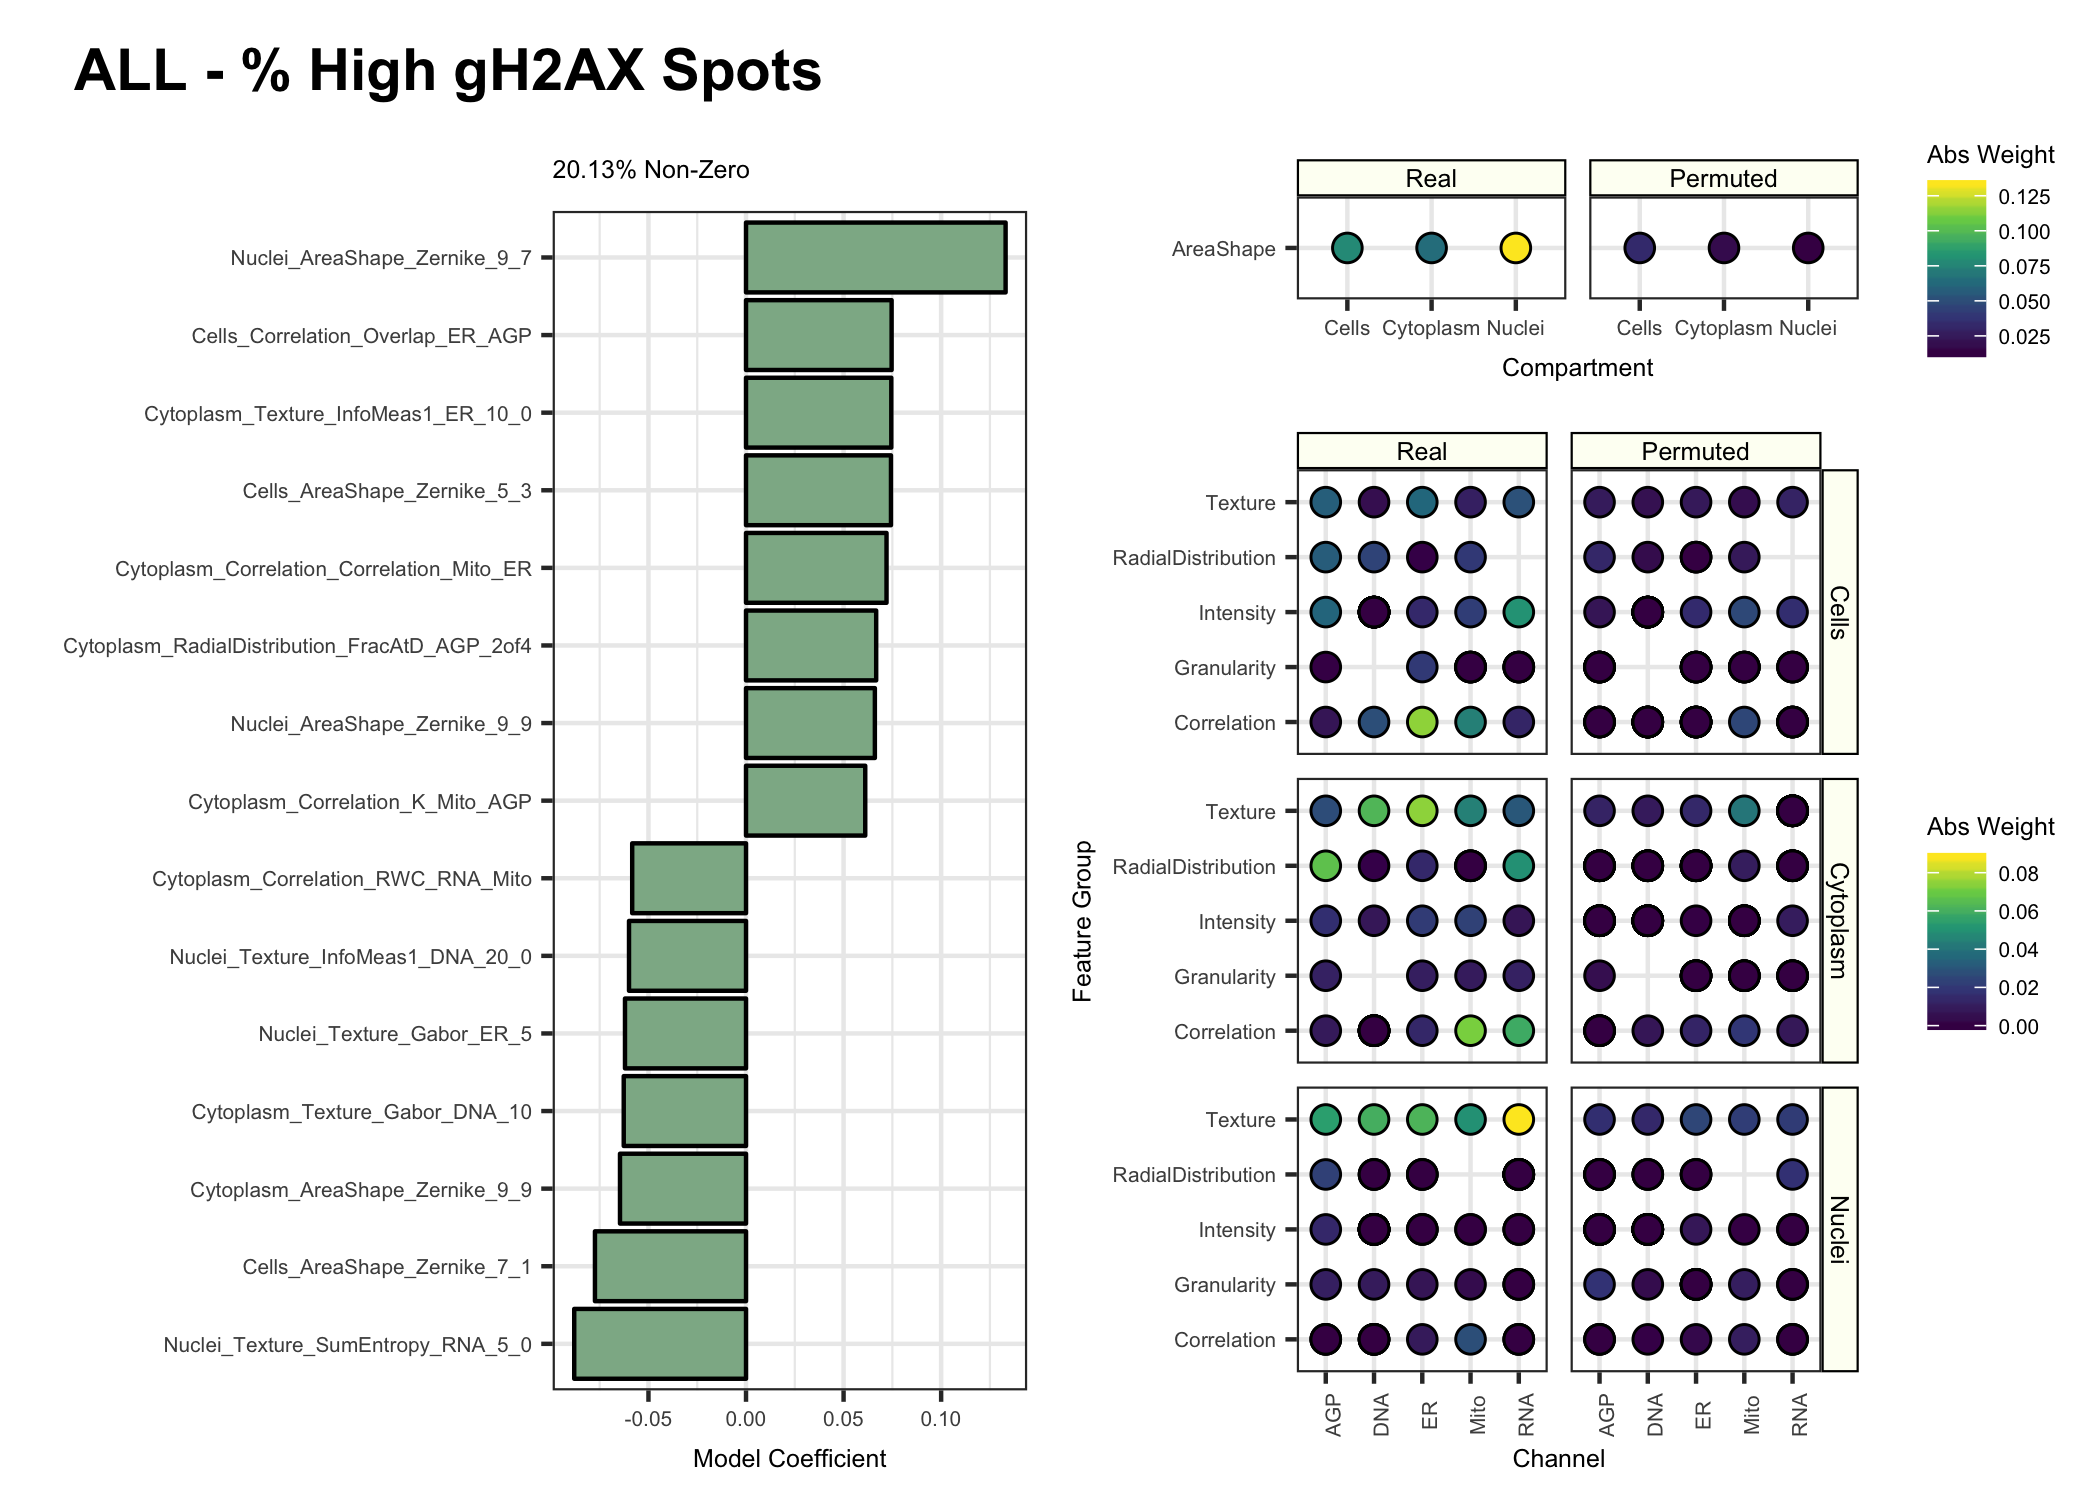 ALL - % High gH2AX Spots
20.13% Non-Zero
Nuclei_AreaShape_Zernike_9_7
Cells_Correlation_Overlap_ER_AGP
Cytoplasm_Texture_InfoMeas1_ER_10_0
Cells_AreaShape_Zernike_5_3
Cytoplasm_Correlation_Correlation_Mito_ER
Cytoplasm_RadialDistribution_FracAtD_AGP_2of4
Nuclei_AreaShape_Zernike_9_9
Cytoplasm_Correlation_K_Mito_AGP
Cytoplasm_Correlation_RWC_RNA_Mito
Nuclei_Texture_InfoMeas1_DNA_20_0
Nuclei_Texture_Gabor_ER_5
Cytoplasm_Texture_Gabor_DNA_10
Cytoplasm_AreaShape_Zernike_9_9
Cells_AreaShape_Zernike_7_1
Nuclei_Texture_SumEntropy_RNA_5_0
-0.05 0.00 0.05 0.10
Model Coefficient
Real Permuted
AreaShape
Cells Cytoplasm Nuclei Cells Cytoplasm Nuclei
Compartment
Abs Weight
0.125
0.100
0.075
0.050
0.025
Feature Group
Real Permuted
Texture
RadialDistribution
Intensity
Granularity
Correlation
Cells
Texture
RadialDistribution
Intensity
Granularity
Correlation
Cytoplasm
Texture
RadialDistribution
Intensity
Granularity
Correlation
Nuclei
AGP DNA ER Mito RNA AGP DNA ER Mito RNA
Channel
Abs Weight
0.08
0.06
0.04
0.02
0.00